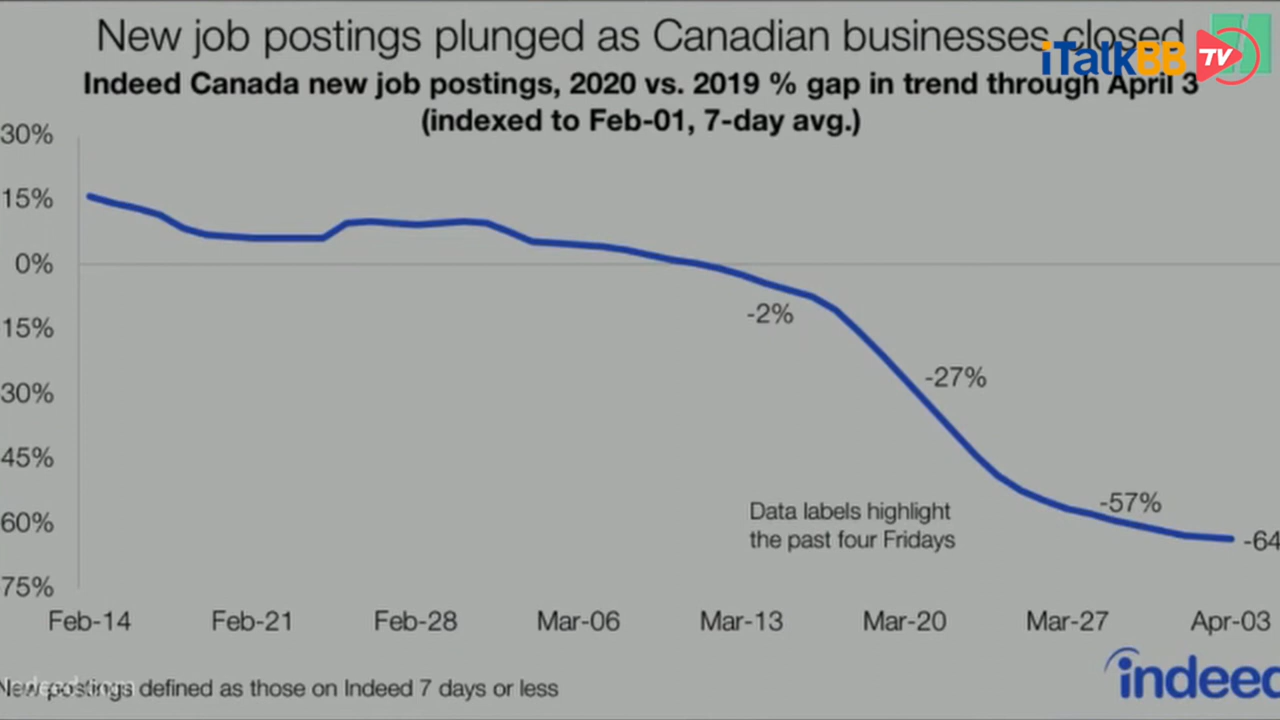 New job postings plunged as Canadian businesses closed
iTalkBB TV
Indeed Canada new job postings, 2020 vs. 2019 % gap in trend through April 3
(indexed to Feb-01, 7-day avg.)
30%
15%
0%
15%
30%
45%
60%
75%
-2%
-27%
-57%
-64
Data labels highlight
the past four Fridays
Feb-14 Feb-21 Feb-28 Mar-06 Mar-13 Mar-20 Mar-27 Apr-03
New postings defined as those on Indeed 7 days or less
Indeed.com
indeed